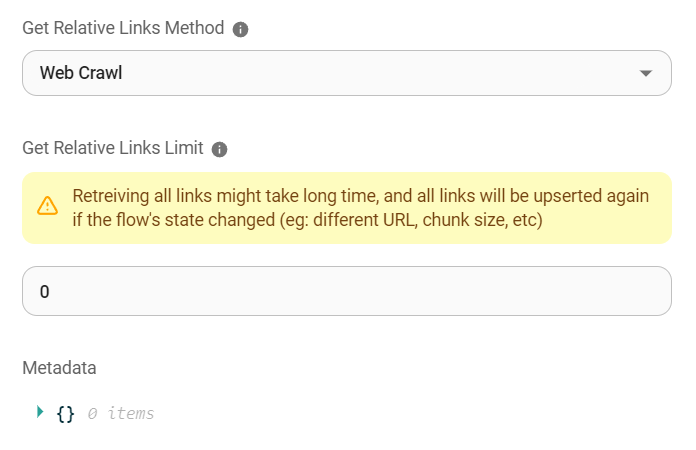 Get Relative Links Method
Web Crawl
Get Relative Links Limit
Retreiving all links might take long time, and all links will be upserted again
if the flow's state changed (eg: different URL, chunk size, etc)
0
Metadata
{} 0 items